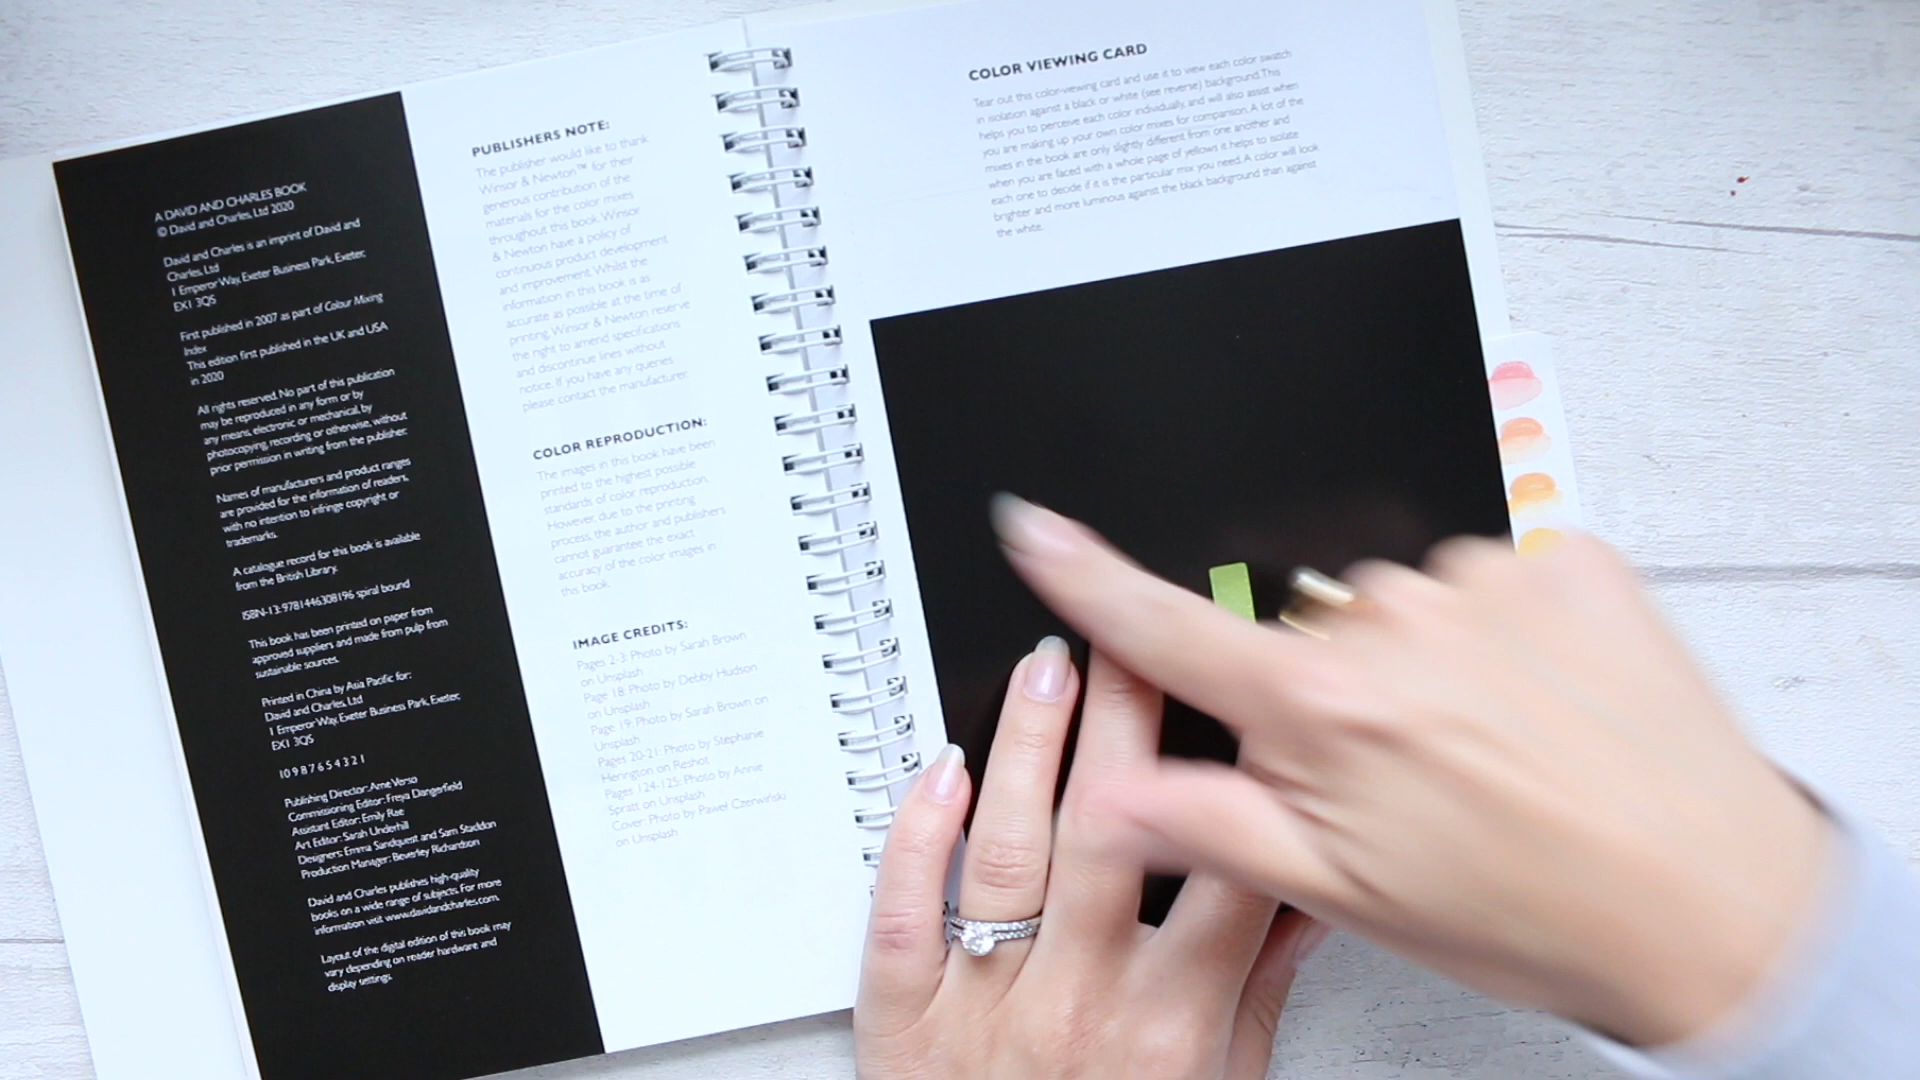 A DAVID AND CHARLES BOOK
© David and Charles, Ltd 2020
David and Charles is an imprint of David and
Charles, Ltd
1 Emperor Way, Exeter Business Park, Exeter,
EX1 3QS
First published in 2007 as part of Colour Mixing
Index
This edition first published in the UK and USA
in 2020
All rights reserved. No part of this publication
may be reproduced in any form or by
any means, electronic or mechanical, by
photocopying, recording or otherwise, without
prior permission in writing from the publisher.
Names of manufacturers and product ranges
are provided for the information of readers,
with no intention to infringe copyright or
trademarks.
A catalogue record for this book is available
from the British Library.
ISBN-13: 9781446308196 spiral bound
This book has been printed on paper from
approved suppliers and made from pulp from
sustainable sources.
Printed in China by Asia Pacific for:
David and Charles, Ltd
1 Emperor Way, Exeter Business Park, Exeter,
EX1 3QS
10 9 8 7 6 5 4 3 2 1
Publishing Director: Ame Verso
Commissioning Editor: Freya Dangerfield
Assistant Editor: Emily Rae
Art Editor: Sarah Underhill
Designers: Emma Sandquest and Sam Staddon
Production Manager: Beverley Richardson
David and Charles publishes high-quality
books on a wide range of subjects. For more
information visit www.davidandcharles.com.
Layout of the digital edition of this book may
vary depending on reader hardware and
display settings.
PUBLISHERS NOTE:
The publisher would like to thank
Winsor & Newton™ for their
generous contribution of the
materials for the color mixes
throughout this book. Winsor
& Newton have a policy of
continuous product development
and improvement. Whilst the
information in this book is as
accurate as possible at the time of
printing, Winsor & Newton reserve
the right to amend specifications
and discontinue lines without
notice. If you have any queries
please contact the manufacturer.
COLOR REPRODUCTION:
The images in this book have been
printed to the highest possible
standards of color reproduction.
However, due to the printing
process, the author and publishers
cannot guarantee the exact
accuracy of the color images in
this book.
IMAGE CREDITS:
Pages 2-3: Photo by Sarah Brown
on Unsplash
Page 18: Photo by Debby Hudson
on Unsplash
Page 19: Photo by Sarah Brown on
Unsplash
Pages 20-21: Photo by Stephanie
Herington on Reshot
Pages 124-125: Photo by Annie
Spratt on Unsplash
Cover: Photo by Paweł Czerwiński
on Unsplash
COLOR VIEWING CARD
Tear out this color-viewing card and use it to view each color swatch
in isolation against a black or white (see reverse) background. This
helps you to perceive each color individually, and will also assist when
you are making up your own color mixes for comparison. A lot of the
mixes in the book are only slightly different from one another and
when you are faced with a whole page of yellows it helps to isolate
each one to decide if it is the particular mix you need. A color will look
brighter and more luminous against the black background than against
the white.